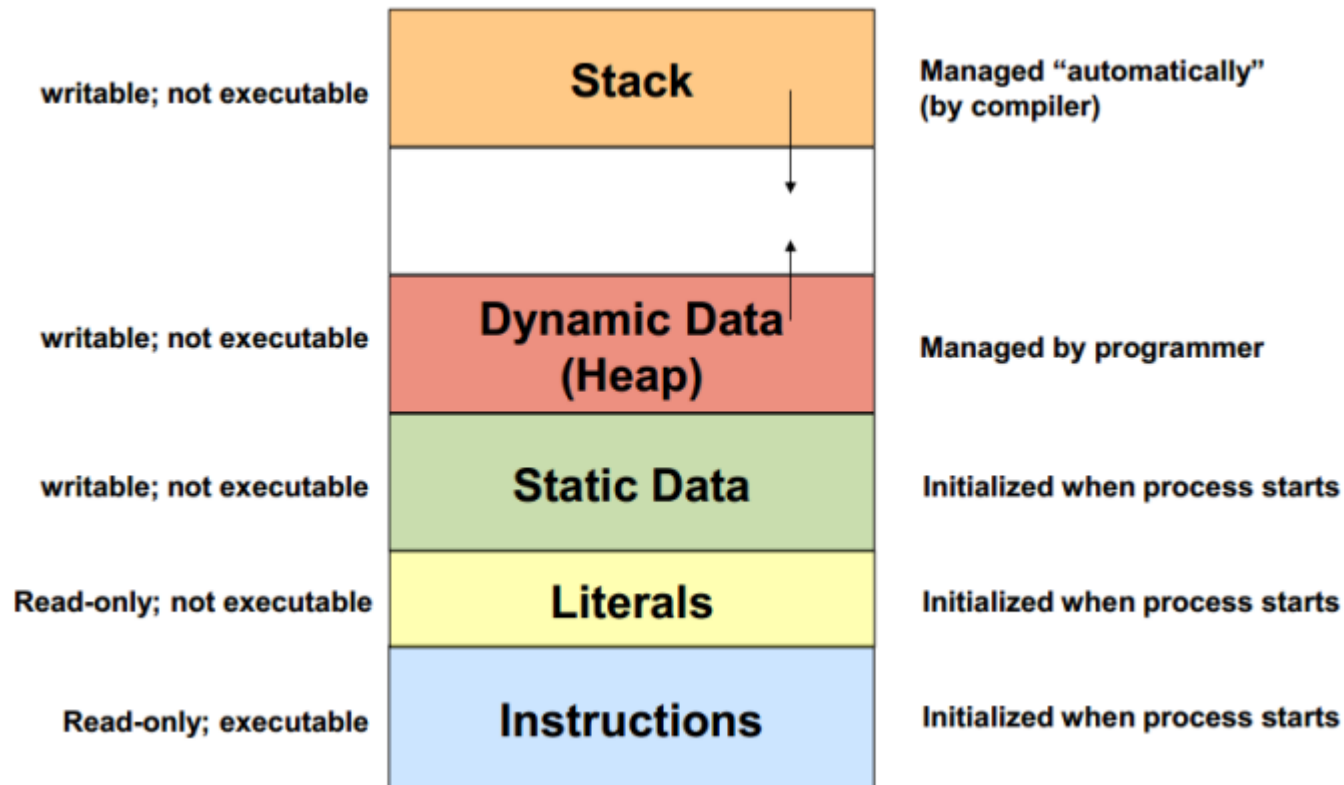 writable; not executable
Stack
Managed “automatically”
(by compiler)
writable; not executable
Dynamic Data
(Heap)
Managed by programmer
writable; not executable
Static Data
Initialized when process starts
Read-only; not executable
Literals
Initialized when process starts
Read-only; executable
Instructions
Initialized when process starts